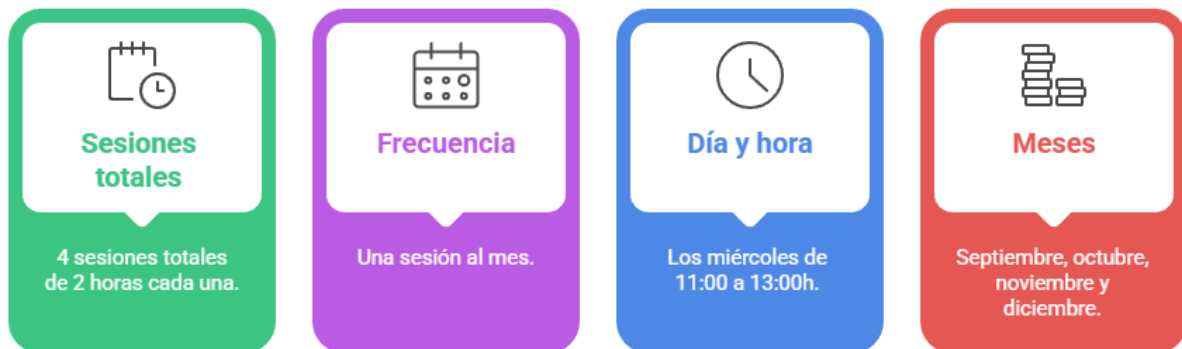 Sesiones
totales
4 sesiones totales
de 2 horas cada una.
Frecuencia
Una sesión al mes.
Día y hora
Los miércoles de
11:00 a 13:00h.
Meses
Septiembre, octubre,
noviembre y
diciembre.